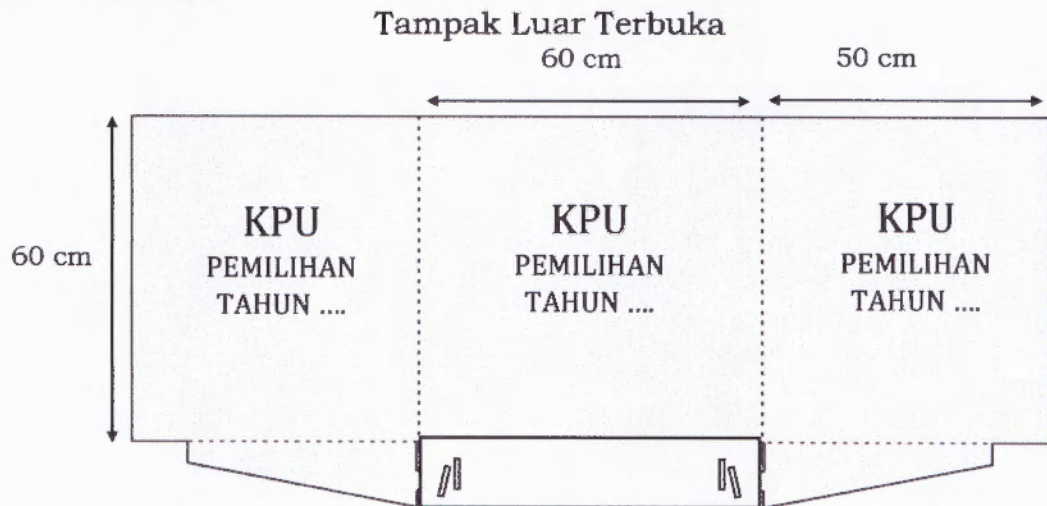 Tampak Luar Terbuka
60 cm
50 cm
60 cm
KPU
PEMILIHAN
TAHUN ....
KPU
PEMILIHAN
TAHUN ....
KPU
PEMILIHAN
TAHUN ....